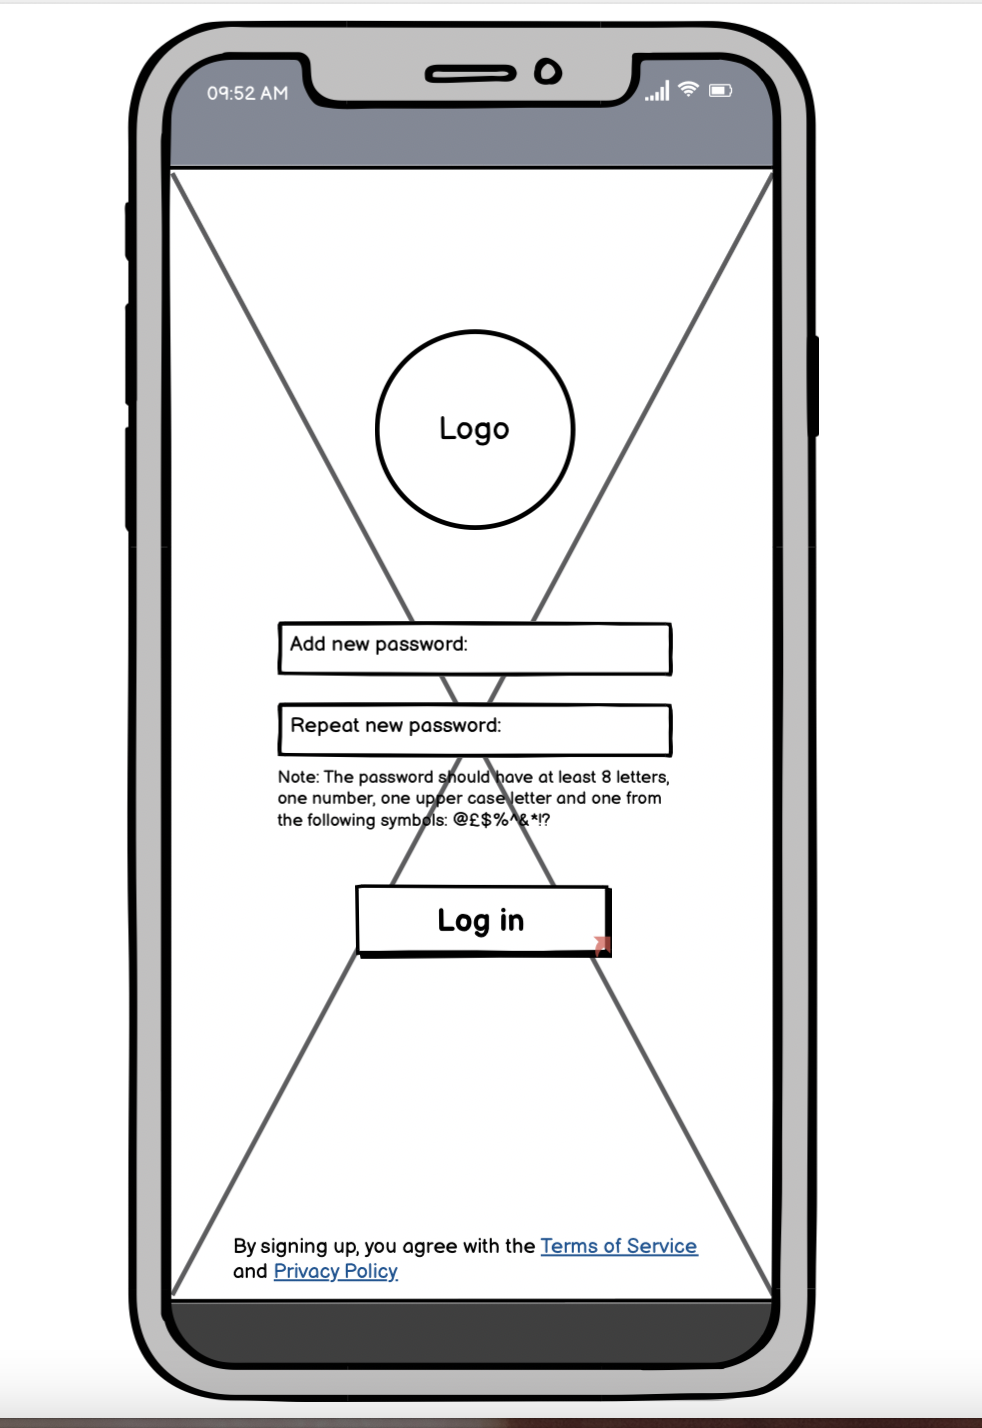 09:52 AM
Logo
Add new password:
Repeat new password:
Note: The password should have at least 8 letters,
one number, one upper case letter and one from
the following symbols: @£$%^&*!?
Log in
By signing up, you agree with the Terms of Service
and Privacy Policy